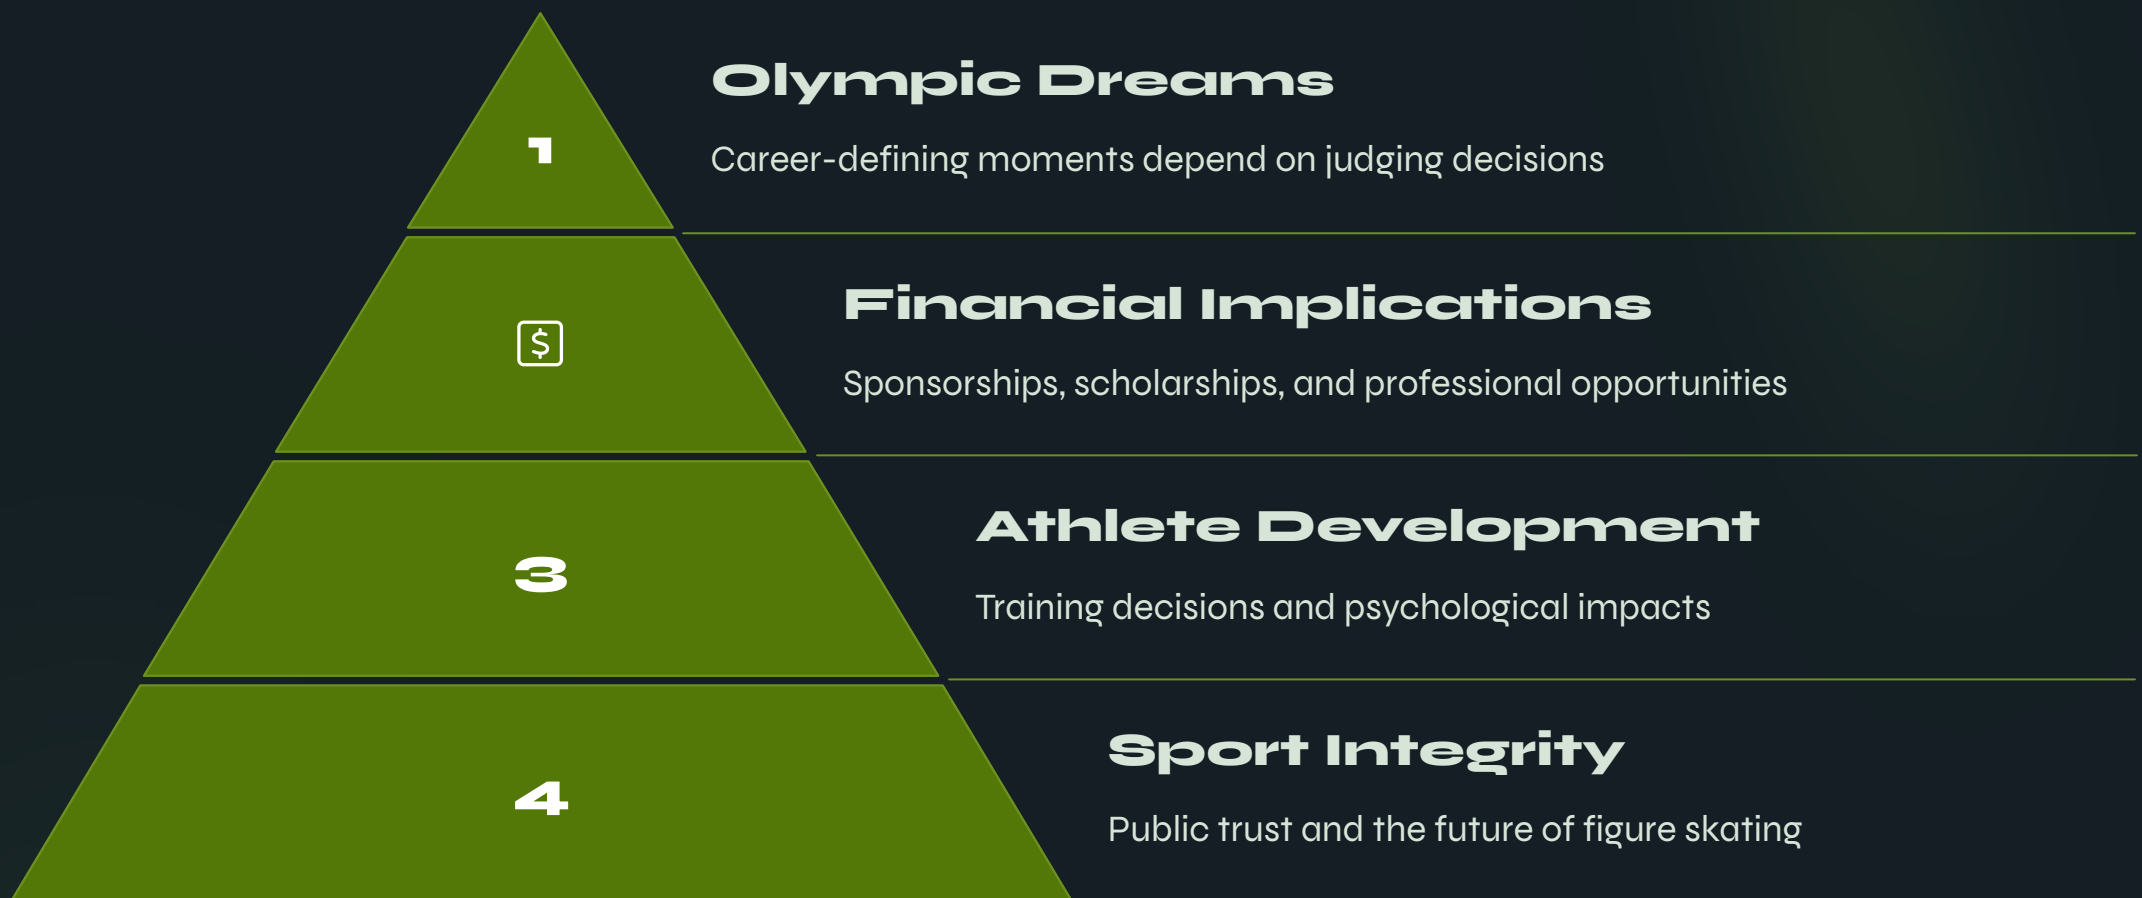 1
Olympic Dreams
Career-defining moments depend on judging decisions
$
Financial Implications
Sponsorships, scholarships, and professional opportunities
3
Athlete Development
Training decisions and psychological impacts
4
Sport Integrity
Public trust and the future of figure skating